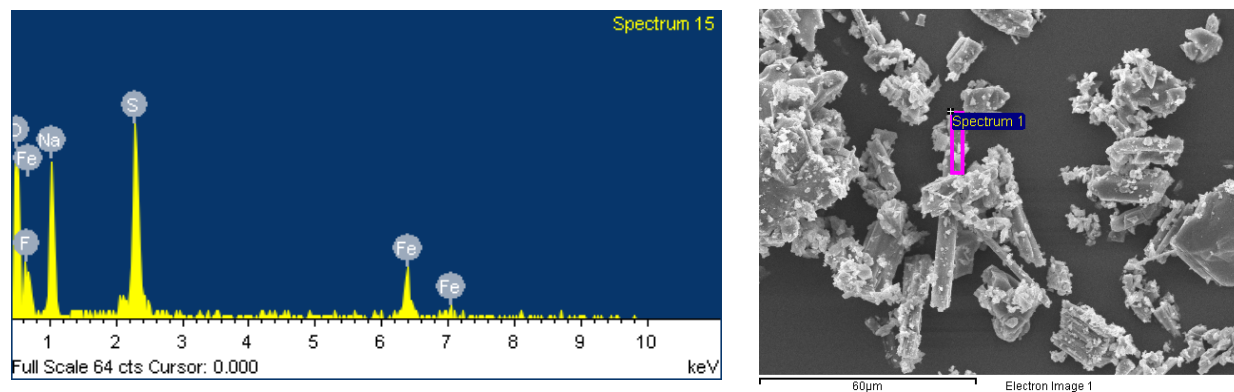 Spectrum 15
S
O
Na
Fe
F
Fe
Fe
1 2 3 4 5 6 7 8 9 10
Full Scale 64 cts Cursor: 0.000 keV
Spectrum 1
60μm Electron Image 1